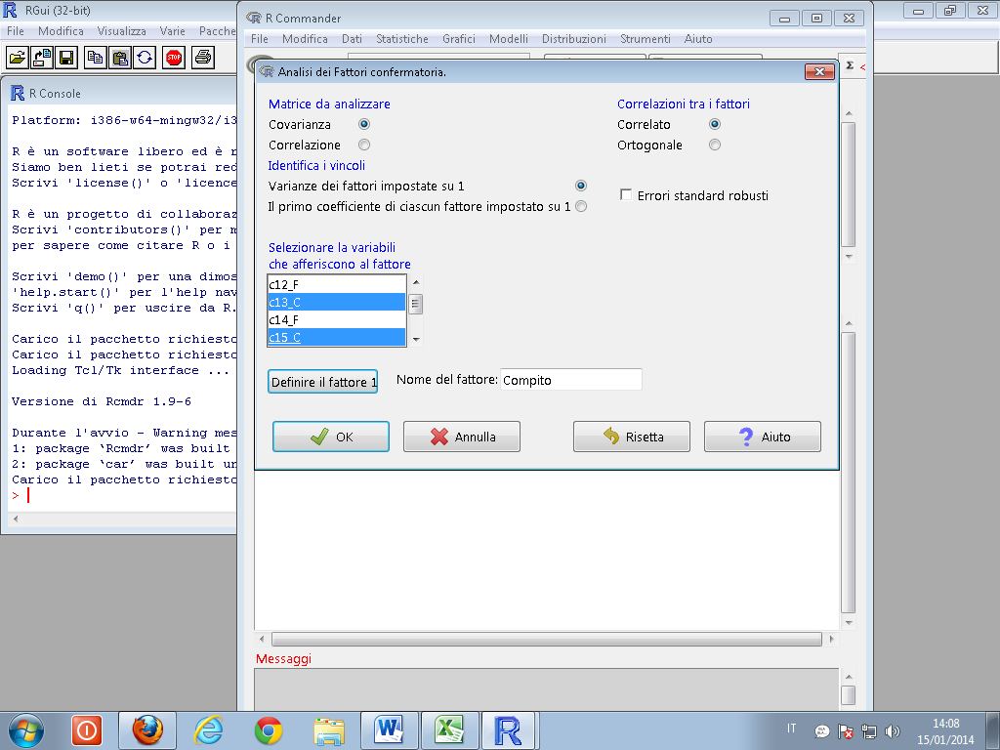 RGui (32-bit)
File Modifica Visualizza Varie Pacche
STOP
R Console
Platform: i386-w64-mingw32/i3
R è un software libero ed è r
Siamo ben lieti se potrai red
Scrivi 'license()' o 'licence
R è un progetto di collaboraz
Scrivi 'contributors()' per m
per sapere come citare R o i
Scrivi 'demo()' per una dimos
'help.start()' per l'help nav
Scrivi 'q()' per uscire da R.
Carico il pacchetto richiesto
Carico il pacchetto richiesto
Loading Tcl/Tk interface ...
Versione di Rcmdr 1.9-6
Durante l'avvio - Warning mes
1: package ‘Rcmdr’ was built
2: package ‘car’ was built un
Carico il pacchetto richiesto
>
R Commander
File Modifica Dati Statistiche Grafici Modelli Distribuzioni Strumenti Aiuto
Σ <
Analisi dei Fattori confermatoria.
Matrice da analizzare
Covarianza
Correlazione
Identifica i vincoli
Varianze dei fattori impostate su 1
Il primo coefficiente di ciascun fattore impostato su 1
Correlazioni tra i fattori
Correlato
Ortogonale
Errori standard robusti
Selezionare la variabili
che afferiscono al fattore
c12_F
c13_C
c14_F
c15_C
Definire il fattore 1 Nome del fattore: Compito
OK Annulla Risetta Aiuto
Messaggi
IT
14:08
15/01/2014